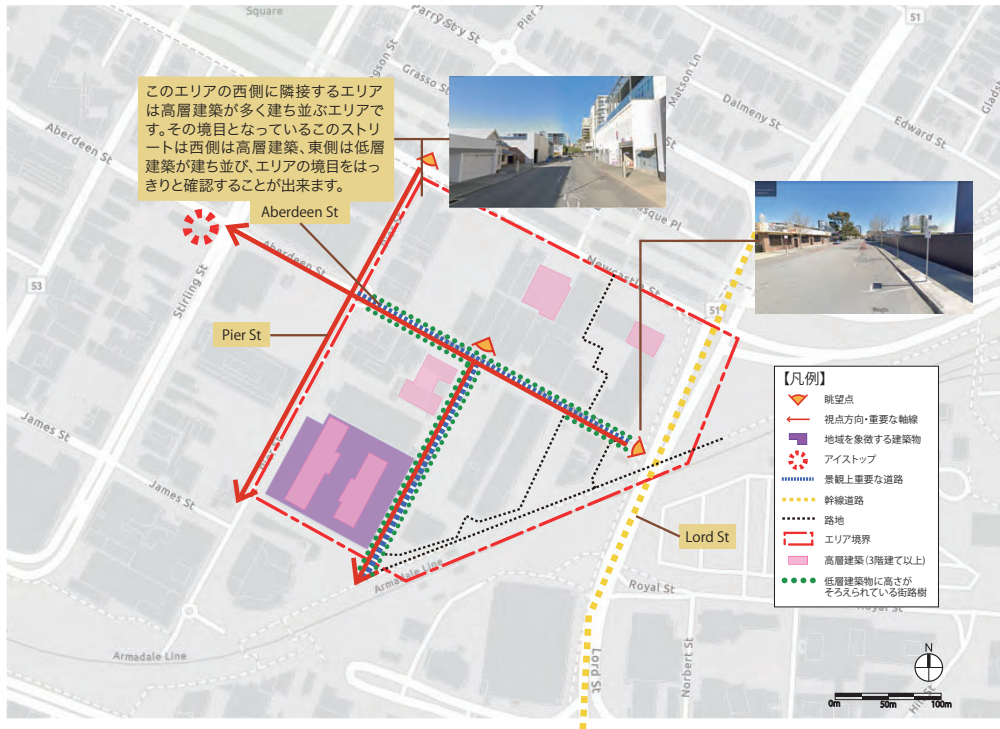 Square
Parry Sty St
Pier St
51
Grasso St
Matson Ln
Dalmeny St
Edward St
このエリアの西側に隣接するエリア
は高層建築が多く建ち並ぶエリアで
す。その境目となっているこのストリ
ートは西側は高層建築、東側は低層
建築が建ち並び、エリアの境目をはっ
きりと確認することが出来ます。
Aberdeen St
Aberdeen St
Aberdeen St
Newcastle St
51
53
Stirling St
Pier St
James St
James St
Armadale Line
Armadale Line
Lord St
Lord St
Royal St
Norbert St
【凡例】
眺望点
視点方向・重要な軸線
地域を象徴する建築物
アイストップ
景観上重要な道路
幹線道路
路地
エリア境界
高層建築(3階建て以上)
低層建築物に高さが
そろえられている街路樹
N
0m 50m 100m